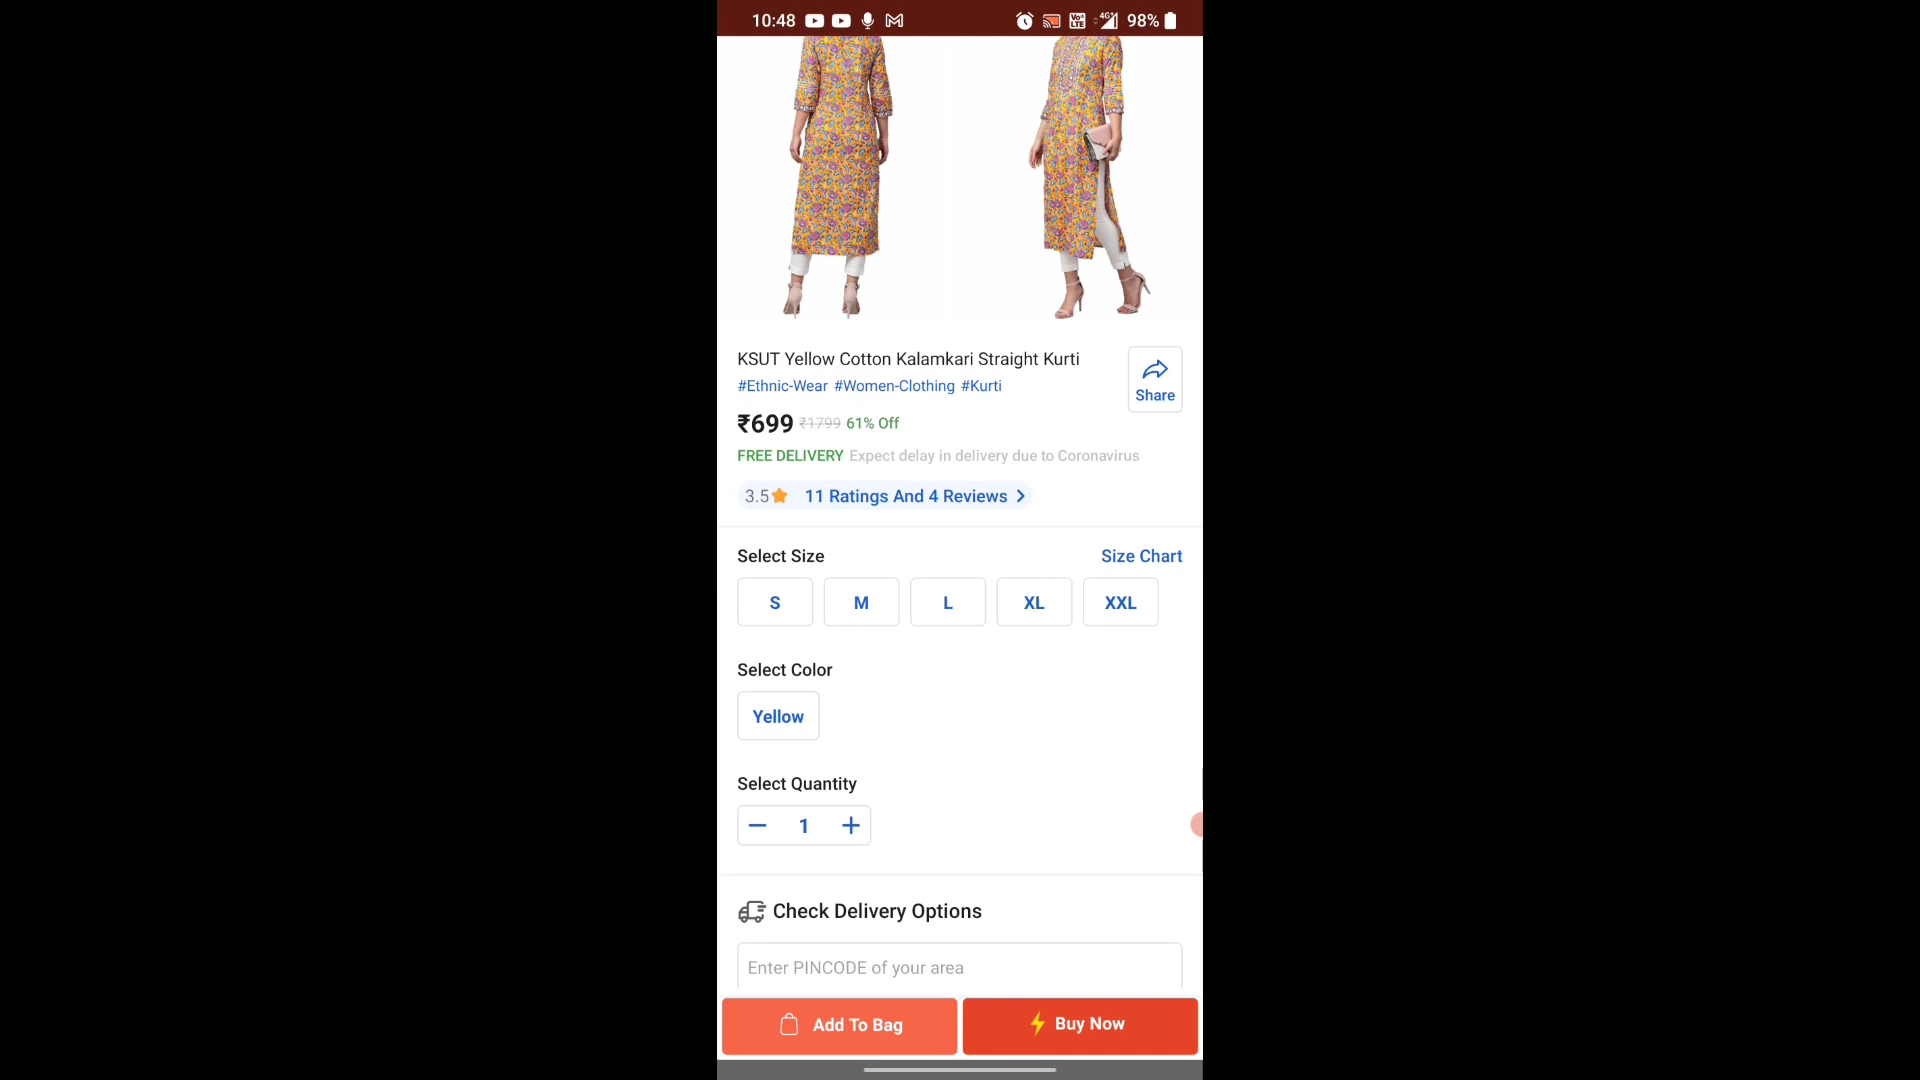 10:48 Vo LTE 4G+ 98%
KSUT Yellow Cotton Kalamkari Straight Kurti
#Ethnic-Wear #Women-Clothing #Kurti
Share
₹699 ₹1799 61% Off
FREE DELIVERY Expect delay in delivery due to Coronavirus
3.5 11 Ratings And 4 Reviews
Select Size Size Chart
S M L XL XXL
Select Color
Yellow
Select Quantity
— 1 +
Check Delivery Options
Enter PINCODE of your area
Add To Bag Buy Now